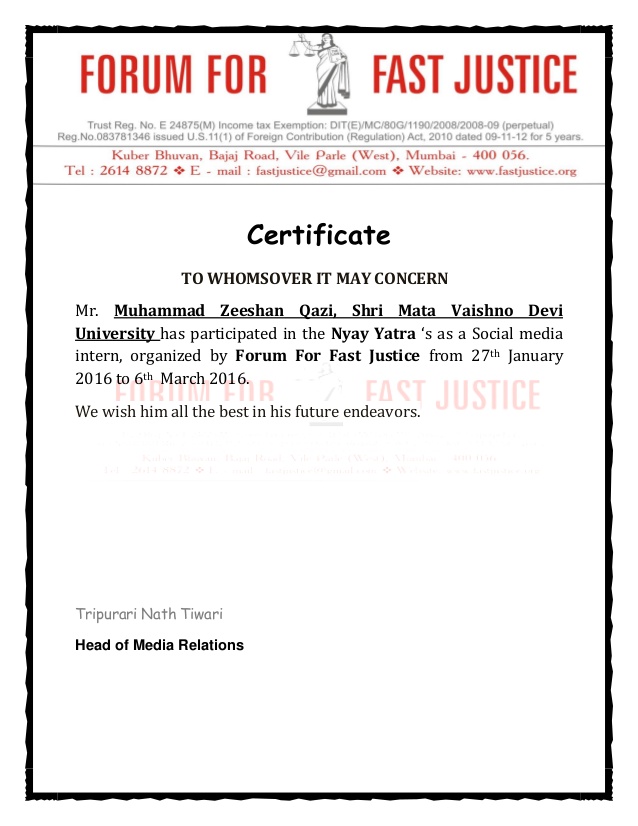 FORUM FOR FAST JUSTICE
Trust Reg. No. E 24875(M) Income tax Exemption: DIT(E)/MC/80G/1190/2008/2008-09 (perpetual)
Reg.No.083781346 issued U.S.11(1) of Foreign Contribution (Regulation) Act, 2010 dated 09-11-12 for 5 years.
Kuber Bhuvan, Bajaj Road, Vile Parle (West), Mumbai - 400 056.
Tel : 2614 8872 ❖ E - mail : fastjustice@gmail.com ❖ Website: www.fastjustice.org
Certificate
TO WHOMSOVER IT MAY CONCERN
Mr. Muhammad Zeeshan Qazi, Shri Mata Vaishno Devi
University has participated in the Nyay Yatra ‘s as a Social media
intern, organized by Forum For Fast Justice from 27th January
2016 to 6th March 2016.
FORUM FOR FAST JUSTICE
We wish him all the best in his future endeavors.
Tripurari Nath Tiwari
Head of Media Relations